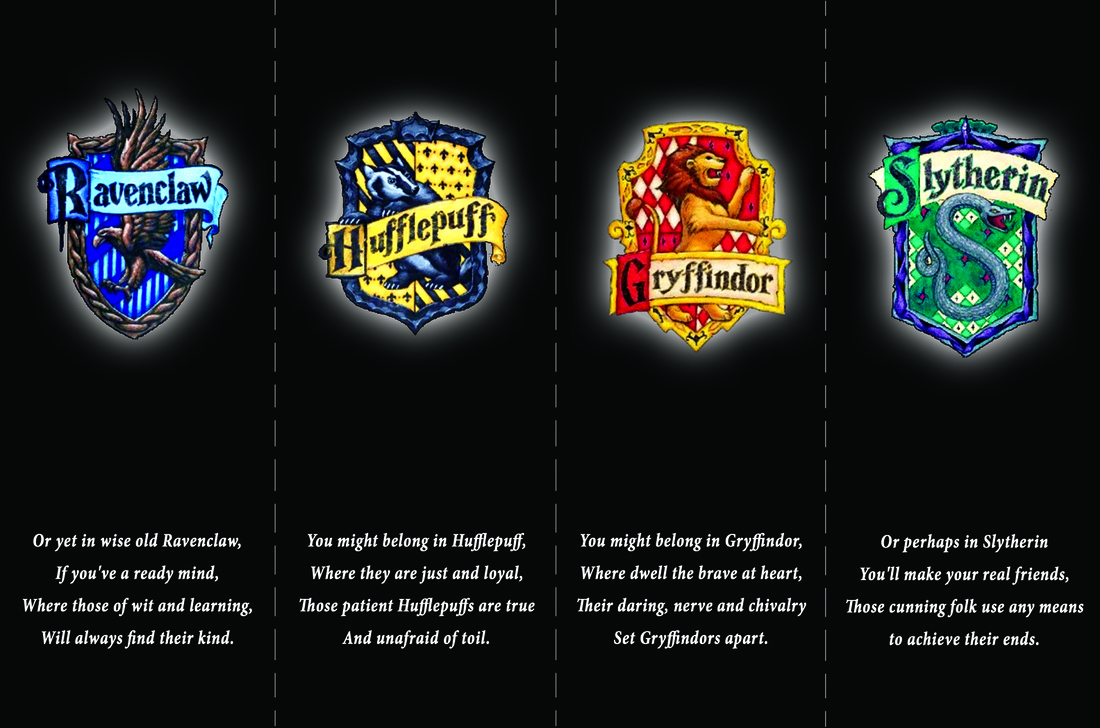 Ravenclaw
Or yet in wise old Ravenclaw,
If you've a ready mind,
Where those of wit and learning,
Will always find their kind.
Hufflepuff
You might belong in Hufflepuff,
Where they are just and loyal,
Those patient Hufflepuffs are true
And unafraid of toil.
Gryffindor
You might belong in Gryffindor,
Where dwell the brave at heart,
Their daring, nerve and chivalry
Set Gryffindors apart.
Slytherin
Or perhaps in Slytherin
You'll make your real friends,
Those cunning folk use any means
to achieve their ends.